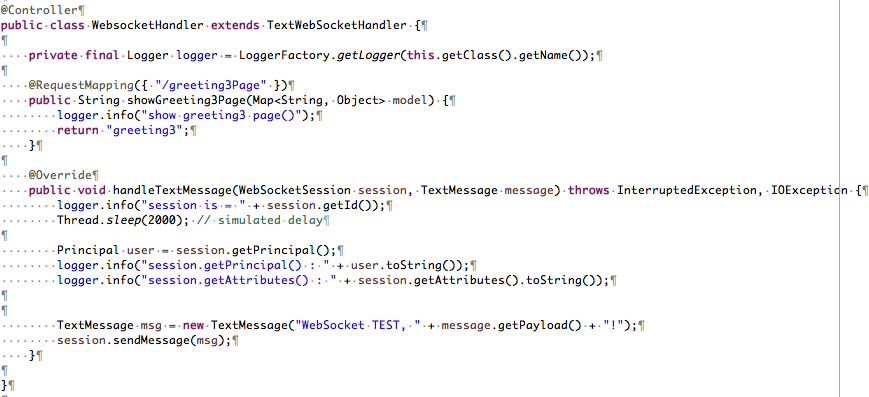 @Controller
public class WebsocketHandler extends TextWebSocketHandler {

    private final Logger logger = LoggerFactory.getLogger(this.getClass().getName());

    @RequestMapping({ "/greeting3Page" })
    public String showGreeting3Page(Map<String, Object> model) {
        logger.info("show greeting3 page()");
        return "greeting3";
    }

    @Override
    public void handleTextMessage(WebSocketSession session, TextMessage message) throws InterruptedException, IOException {
        logger.info("session is = " + session.getId());
        Thread.sleep(2000); // simulated delay

        Principal user = session.getPrincipal();
        logger.info("session.getPrincipal() : " + user.toString());
        logger.info("session.getAttributes() : " + session.getAttributes().toString());


        TextMessage msg = new TextMessage("WebSocket TEST, " + message.getPayload() + "!");
        session.sendMessage(msg);
    }

}